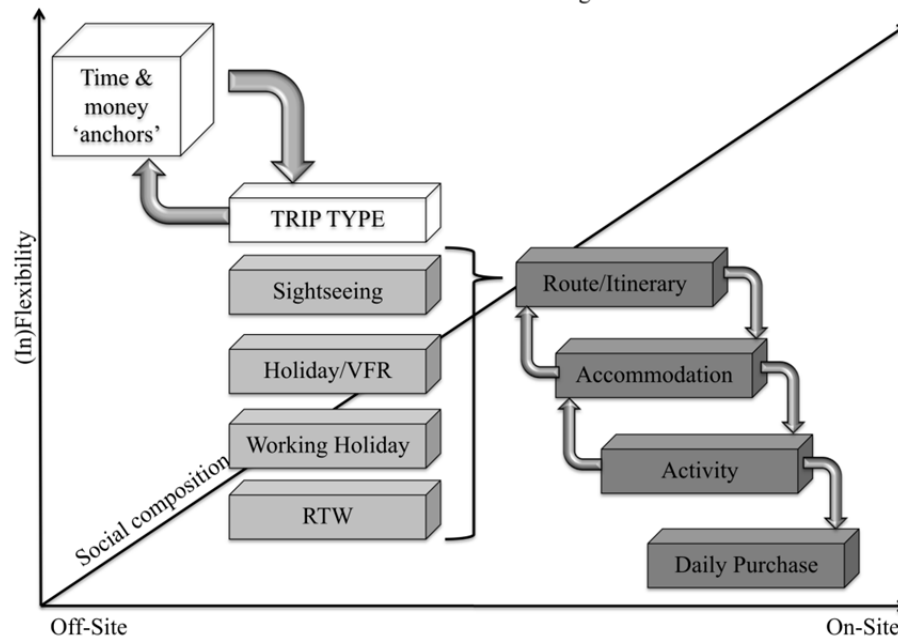 Time &
money
‘anchors’
TRIP TYPE
Sightseeing
Holiday/VFR
Working Holiday
RTW
Route/Itinerary
Accommodation
Activity
Daily Purchase
(In)Flexibility
Social composition
Off-Site
On-Site